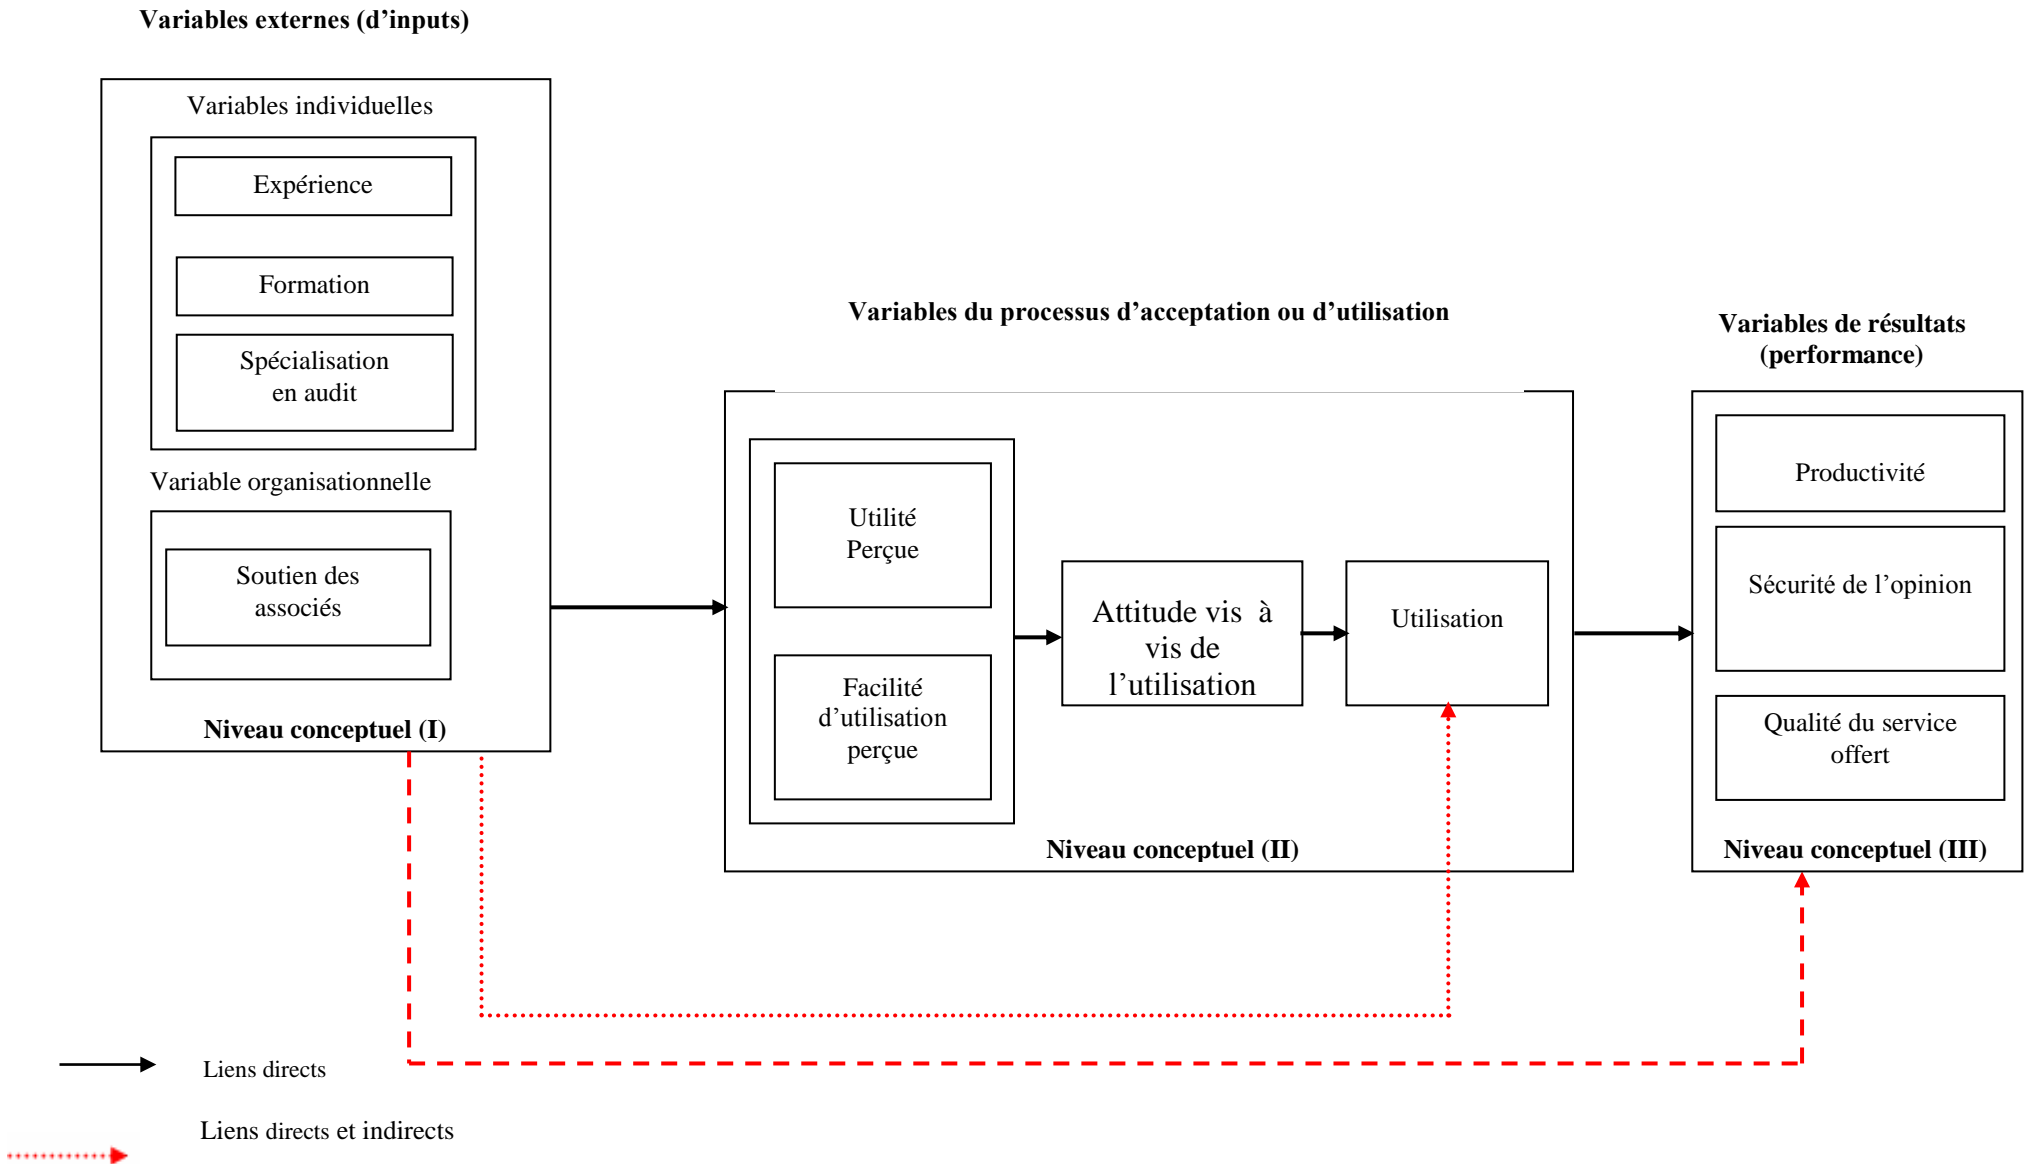 Variables externes (d’inputs)
Variables individuelles
Expérience
Formation
Spécialisation
en audit
Variable organisationnelle
Soutien des
associés
Niveau conceptuel (I)
Variables du processus d’acceptation ou d’utilisation
Utilité
Perçue
Facilité
d’utilisation
perçue
Attitude vis  à
vis de
l’utilisation
Utilisation
Niveau conceptuel (II)
Variables de résultats
(performance)
Productivité
Sécurité de l’opinion
Qualité du service
offert
Niveau conceptuel (III)
Liens directs
Liens directs et indirects